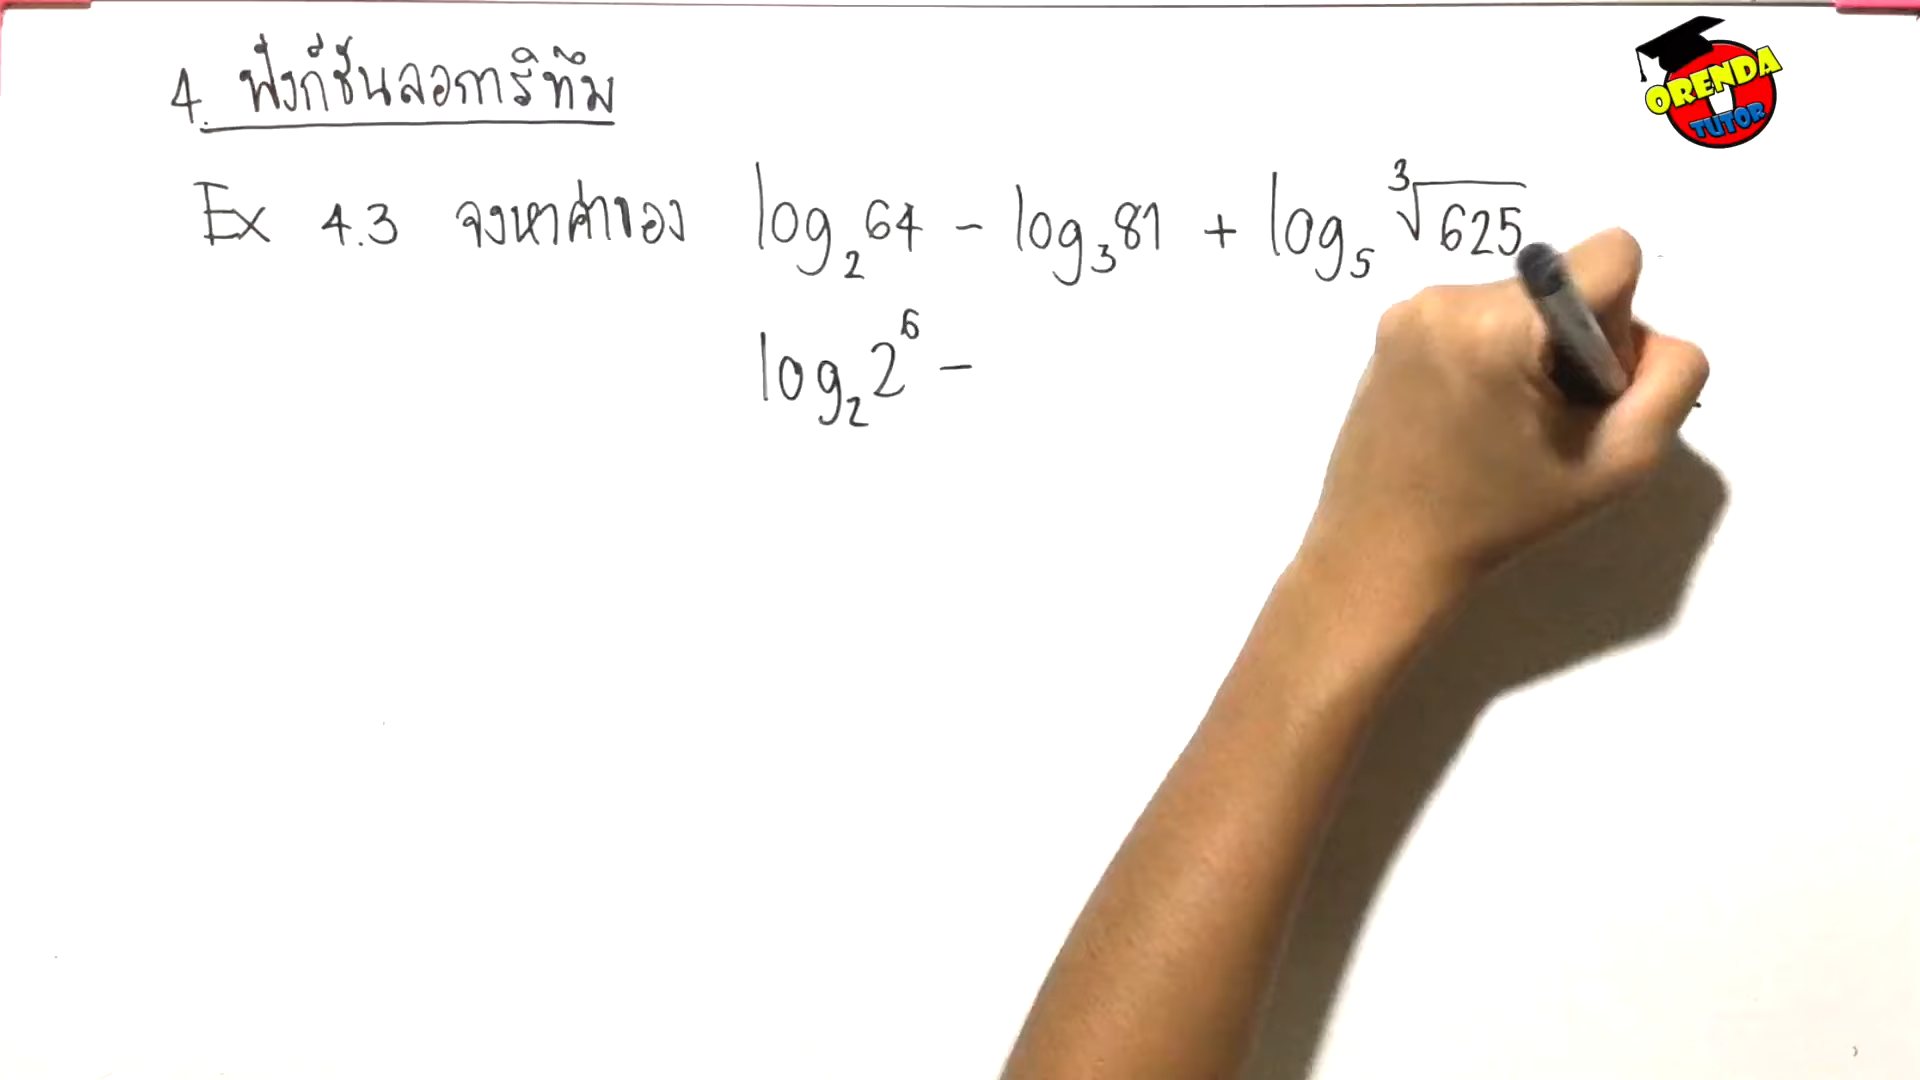 ORENDA
TUTOR
4. ฟังก์ชันลอการิทึม
Ex 4.3 จงหาค่าของ log₂64 - log₃81 + log₅∛625
log₂2⁶ -